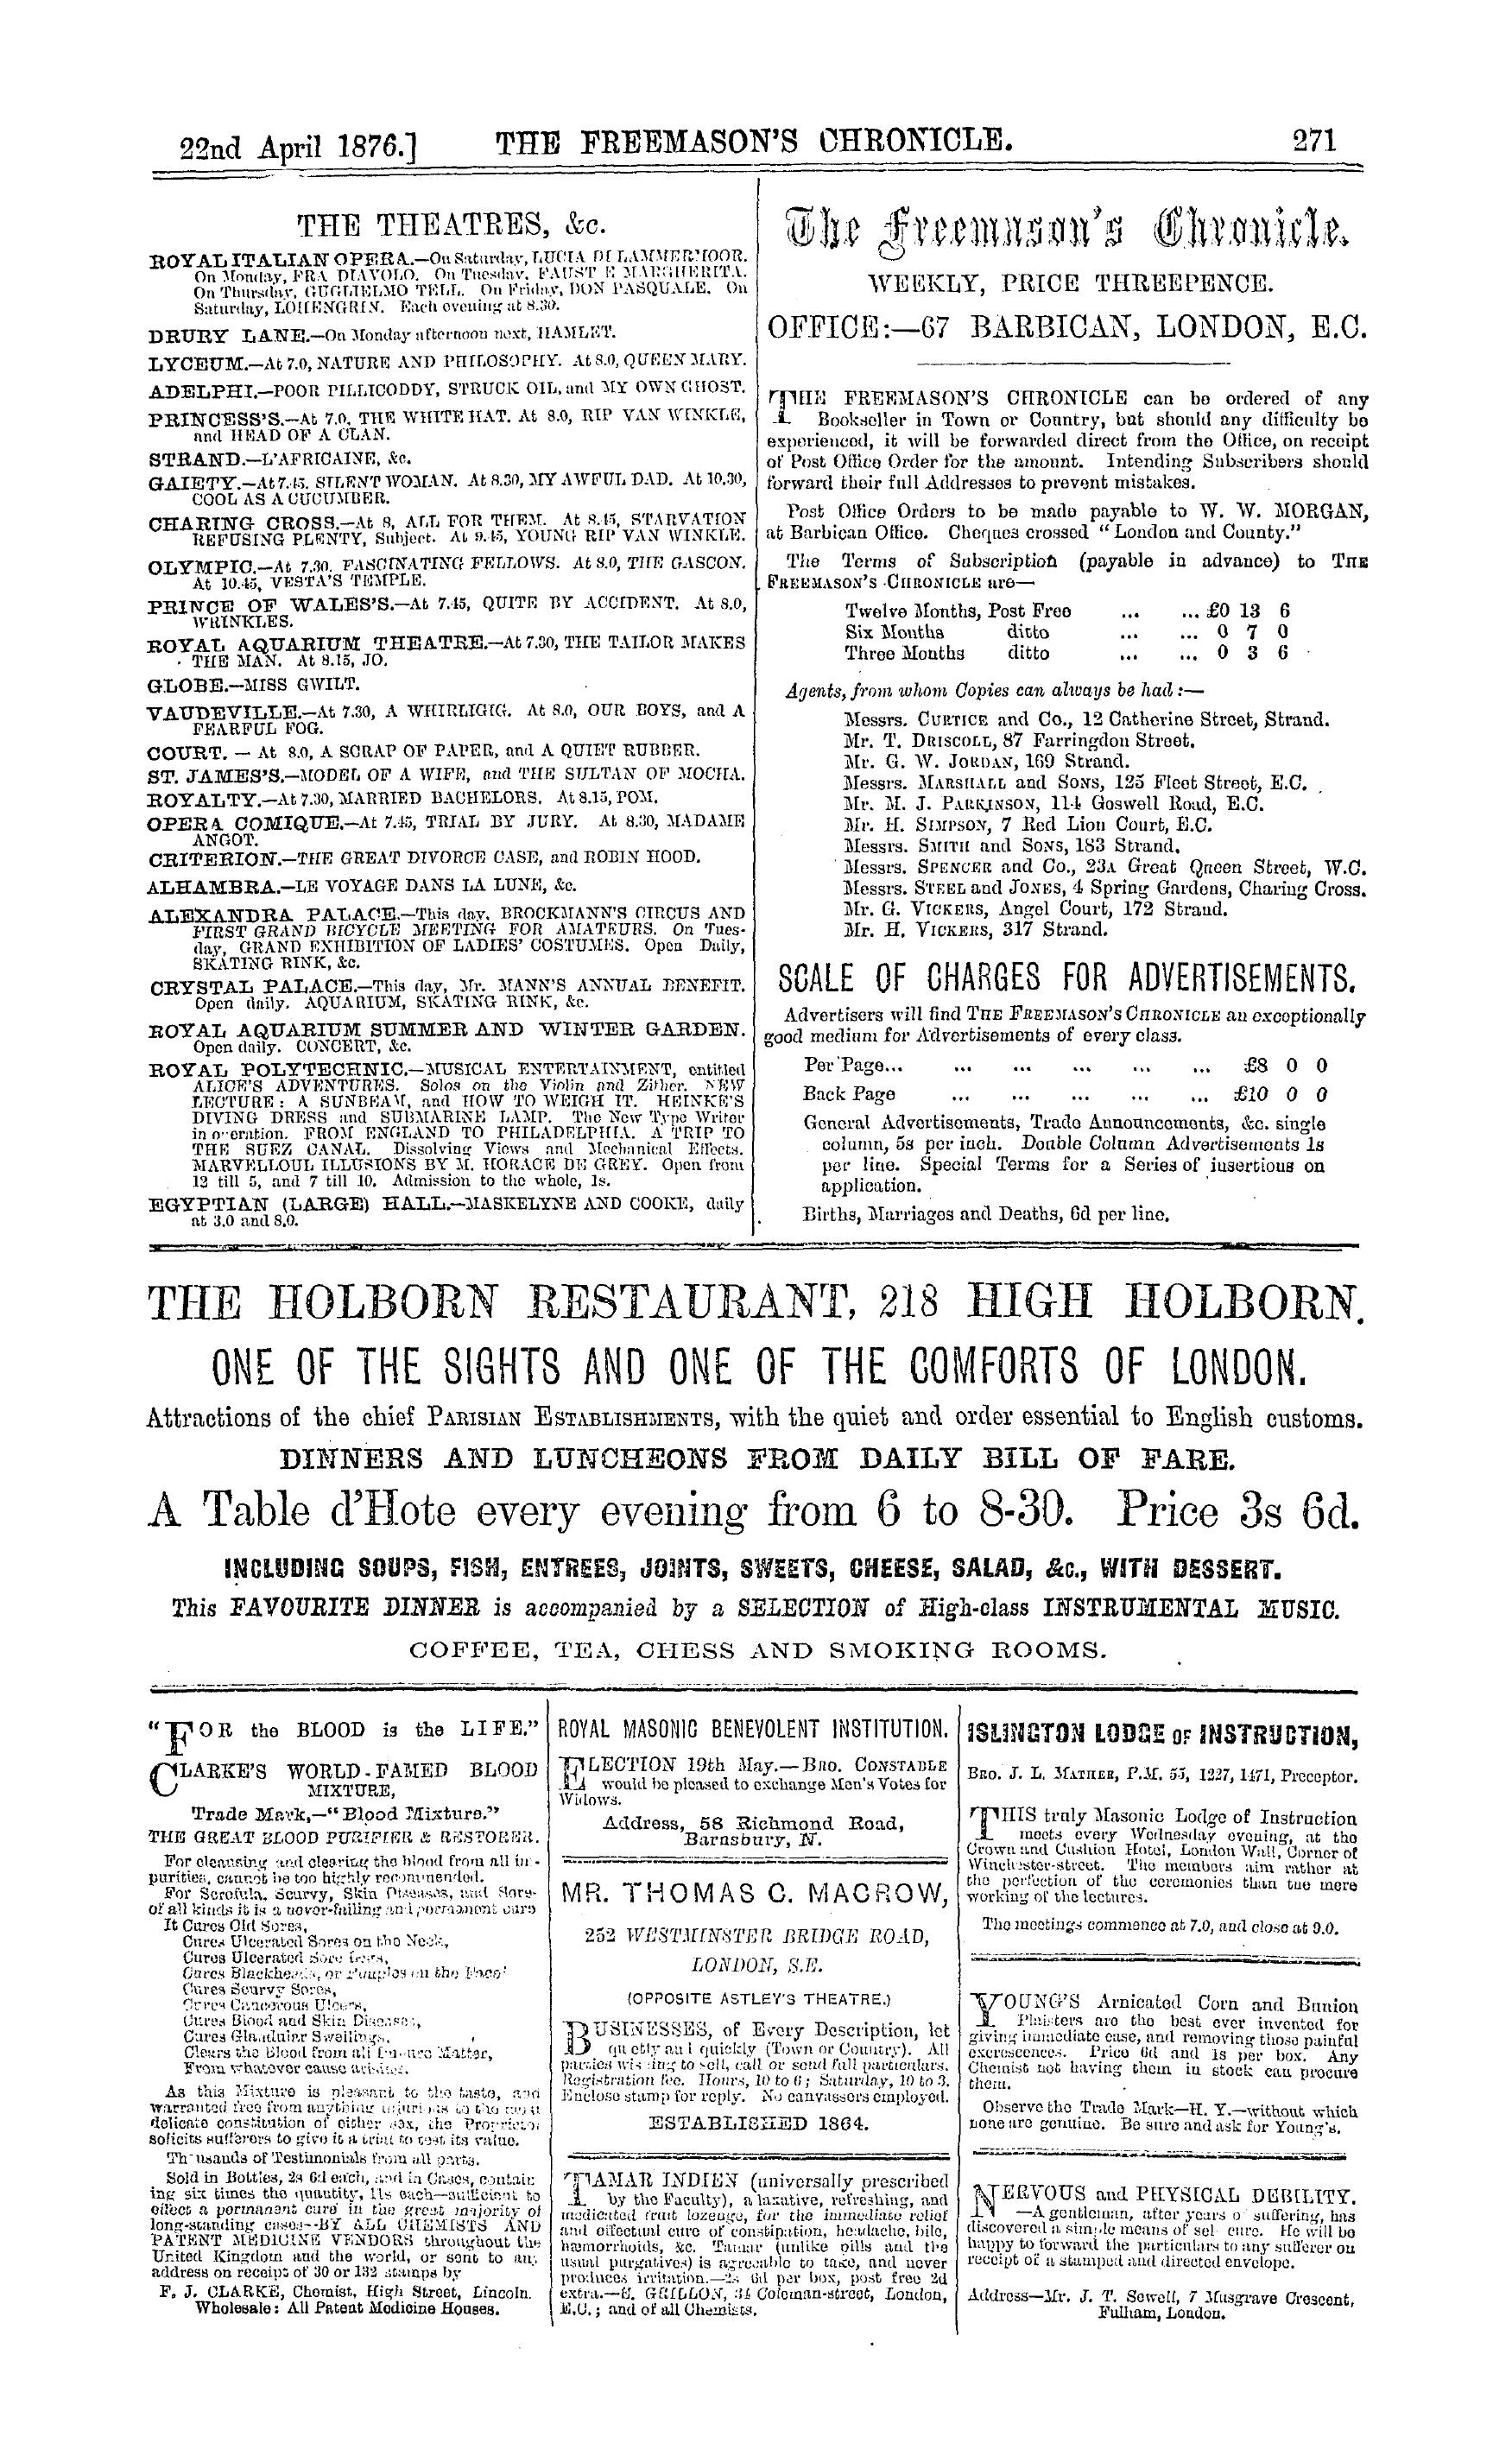 22nd April 1876.] THE FREEMASON'S CHRONICLE. 271
THE THEATRES, &c.
ROYAL ITALIAN OPERA.—On Saturday, LUCIA DI LAMMERMOOR.
On Monday, FRA DIAVOLO. On Tuesday, FAUST E MARGHERITA.
On Thursday, GUGLIELMO TELL. On Friday, DON PASQUALE. On
Saturday, LOHENGRIN. Each evening at 8.30.
DRURY LANE.—On Monday afternoon next, HAMLET.
LYCEUM.—At 7.0, NATURE AND PHILOSOPHY. At 8.0, QUEEN MARY.
ADELPHI.—POOR PILLICODDY, STRUCK OIL, and MY OWN GHOST.
PRINCESS'S.—At 7.0, THE WHITE HAT. At 8.0, RIP VAN WINKLE,
and HEAD OF A CLAN.
STRAND.—L'AFRICAINE, &c.
GAIETY.—At 7.45, SILENT WOMAN. At 8.30, MY AWFUL DAD. At 10.30,
COOL AS A CUCUMBER.
CHARING CROSS.—At 8, ALL FOR THEM. At 8.45, STARVATION
REFUSING PLENTY, Subject. At 9.45, YOUNG RIP VAN WINKLE.
OLYMPIC.—At 7.30. FASCINATING FELLOWS. At 8.0, THE GASCON.
At 10.45, VESTA'S TEMPLE.
PRINCE OF WALES'S.—At 7.45, QUITE BY ACCIDENT. At 8.0,
WRINKLES.
ROYAL AQUARIUM THEATRE.—At 7.30, THE TAILOR MAKES
THE MAN. At 8.15, JO.
GLOBE.—MISS GWILT.
VAUDEVILLE.—At 7.30, A WHIRLIGIG. At 8.0, OUR BOYS, and A
FEARFUL FOG.
COURT. — At 8.0, A SCRAP OF PAPER, and A QUIET RUBBER.
ST. JAMES'S.—MODEL OF A WIFE, and THE SULTAN OF MOCHA.
ROYALTY.—At 7.30, MARRIED BACHELORS. At 8.15, POM.
OPERA COMIQUE.—At 7.45, TRIAL BY JURY. At 8.30, MADAME
ANGOT.
CRITERION.—THE GREAT DIVORCE CASE, and ROBIN HOOD.
ALHAMBRA.—LE VOYAGE DANS LA LUNE, &c.
ALEXANDRA PALACE.—This day, BROCKMANN'S CIRCUS AND
FIRST GRAND BICYCLE MEETING FOR AMATEURS. On Tues-
day, GRAND EXHIBITION OF LADIES' COSTUMES. Open Daily,
SKATING RINK, &c.
CRYSTAL PALACE.—This day, Mr. MANN'S ANNUAL BENEFIT.
Open daily. AQUARIUM, SKATING RINK, &c.
ROYAL AQUARIUM SUMMER AND WINTER GARDEN.
Open daily. CONCERT, &c.
ROYAL POLYTECHNIC.—MUSICAL ENTERTAINMENT, entitled
ALICE'S ADVENTURES. Solos on the Violin and Zither. NEW
LECTURE: A SUNBEAM, and HOW TO WEIGH IT. HEINKE'S
DIVING DRESS and SUBMARINE LAMP. The New Type Writer
in operation. FROM ENGLAND TO PHILADELPHIA. A TRIP TO
THE SUEZ CANAL. Dissolving Views and Mechanical Effects.
MARVELLOUL ILLUSIONS BY M. HORACE DE GREY. Open from
12 till 5, and 7 till 10. Admission to the whole, 1s.
EGYPTIAN (LARGE) HALL.—MASKELYNE AND COOKE, daily
at 3.0 and 8.0.
The Freemason's Chronicle.
WEEKLY, PRICE THREEPENCE.
OFFICE:—67 BARBICAN, LONDON, E.C.
THE FREEMASON'S CHRONICLE can be ordered of any
Bookseller in Town or Country, but should any difficulty be
experienced, it will be forwarded direct from the Office, on receipt
of Post Office Order for the amount. Intending Subscribers should
forward their full Addresses to prevent mistakes.
Post Office Orders to be made payable to W. W. MORGAN,
at Barbican Office. Cheques crossed "London and County."
The Terms of Subscription (payable in advance) to THE
FREEMASON'S CHRONICLE are—
Twelve Months, Post Free ... ... £0 13 6
Six Months ditto ... ... 0 7 0
Three Months ditto ... ... 0 3 6
Agents, from whom Copies can always be had:—
Messrs. CURTICE and Co., 12 Catherine Street, Strand.
Mr. T. DRISCOLL, 87 Farringdon Street.
Mr. G. W. JORDAN, 169 Strand.
Messrs. MARSHALL and SONS, 125 Fleet Street, E.C.
Mr. M. J. PARKINSON, 114 Goswell Road, E.C.
Mr. H. SIMPSON, 7 Red Lion Court, E.C.
Messrs. SMITH and SONS, 183 Strand.
Messrs. SPENCER and Co., 23A Great Queen Street, W.C.
Messrs. STEEL and JONES, 4 Spring Gardens, Charing Cross.
Mr. G. VICKERS, Angel Court, 172 Strand.
Mr. H. VICKERS, 317 Strand.
SCALE OF CHARGES FOR ADVERTISEMENTS.
Advertisers will find THE FREEMASON'S CHRONICLE an exceptionally
good medium for Advertisements of every class.
Per Page... ... ... ... ... ... £8 0 0
Back Page ... ... ... ... ... £10 0 0
General Advertisements, Trade Announcements, &c. single
column, 5s per inch. Double Column Advertisements 1s
per line. Special Terms for a Series of insertions on
application.
Births, Marriages and Deaths, 6d per line.
THE HOLBORN RESTAURANT, 218 HIGH HOLBORN.
ONE OF THE SIGHTS AND ONE OF THE COMFORTS OF LONDON.
Attractions of the chief PARISIAN ESTABLISHMENTS, with the quiet and order essential to English customs.
DINNERS AND LUNCHEONS FROM DAILY BILL OF FARE.
A Table d'Hote every evening from 6 to 8-30. Price 3s 6d.
INCLUDING SOUPS, FISH, ENTREES, JOINTS, SWEETS, CHEESE, SALAD, &c., WITH DESSERT.
This FAVOURITE DINNER is accompanied by a SELECTION of High-class INSTRUMENTAL MUSIC.
COFFEE, TEA, CHESS AND SMOKING ROOMS.
"FOR the BLOOD is the LIFE."
CLARKE'S WORLD-FAMED BLOOD
MIXTURE,
Trade Mark,—"Blood Mixture."
THE GREAT BLOOD PURIFIER & RESTORER.
For cleansing and clearing the blood from all im-
purities, cannot be too highly recommended.
For Scrofula, Scurvy, Skin Diseases, and Sores
of all kinds it is a never-failing and permanent cure
It Cures Old Sores,
Cures Ulcerated Sores on the Neck,
Cures Ulcerated Sore Legs,
Cures Blackheads, or Pimples on the Face
Cures Scurvy Sores,
Cures Cancerous Ulcers,
Cures Blood and Skin Diseases,
Cures Glandular Swellings,
Clears the Blood from all Impure Matter,
From whatever cause arising.
As this Mixture is pleasant to the taste, and
warranted free from anything injurious to the most
delicate constitution of either sex, the Proprietor
solicits sufferers to give it a trial to test its value.
Thousands of Testimonials from all parts.
Sold in Bottles, 2s 6d each, and in Cases, contain
ing six times the quantity, 11s each—sufficient to
effect a permanent cure in the great majority of
long-standing cases—BY ALL CHEMISTS AND
PATENT MEDICINE VENDORS throughout the
United Kingdom and the world, or sent to any
address on receipt of 30 or 132 stamps by
F. J. CLARKE, Chemist, High Street, Lincoln.
Wholesale: All Patent Medicine Houses.
ROYAL MASONIC BENEVOLENT INSTITUTION.
ELECTION 19th May.—BRO. CONSTABLE
would be pleased to exchange Men's Votes for
Widows.
Address, 58 Richmond Road,
Barnsbury, N.
MR. THOMAS C. MACROW,
252 WESTMINSTER BRIDGE ROAD,
LONDON, S.E.
(OPPOSITE ASTLEY'S THEATRE.)
BUSINESSES, of Every Description, let
quietly and quickly (Town or Country). All
parties wishing to sell, call or send full particulars.
Registration fee. Hours, 10 to 6; Saturday, 10 to 3.
Enclose stamp for reply. No canvassers employed.
ESTABLISHED 1864.
TAMAR INDIEN (universally prescribed
by the Faculty), a laxative, refreshing, and
medicated fruit lozenge, for the immediate relief
and effectual cure of constipation, headache, bile,
hæmorrhoids, &c. Tamar (unlike pills and the
usual purgatives) is agreeable to take, and never
produces irritation.—2s 6d per box, post free 2d
extra.—E. GRILLON, 34 Coleman-street, London,
E.C.; and of all Chemists.
ISLINGTON LODGE OF INSTRUCTION,
BRO. J. L. MATHER, P.M. 55, 1227, 1471, Preceptor.
THIS truly Masonic Lodge of Instruction
meets every Wednesday evening, at the
Crown and Cushion Hotel, London Wall, Corner of
Winchester-street. The members aim rather at
the perfection of the ceremonies than the mere
working of the lectures.
The meetings commence at 7.0, and close at 9.0.
YOUNG'S Arnicated Corn and Bunion
Plaisters are the best ever invented for
giving immediate ease, and removing those painful
excrescences. Price 6d and 1s per box. Any
Chemist not having them in stock can procure
them.
Observe the Trade Mark—H. Y.—without which
none are genuine. Be sure and ask for Young's.
NERVOUS and PHYSICAL DEBILITY.
—A gentleman, after years of suffering, has
discovered a simple means of self cure. He will be
happy to forward the particulars to any sufferer on
receipt of a stamped and directed envelope.
Address—Mr. J. T. Sewell, 7 Musgrave Crescent,
Fulham, London.